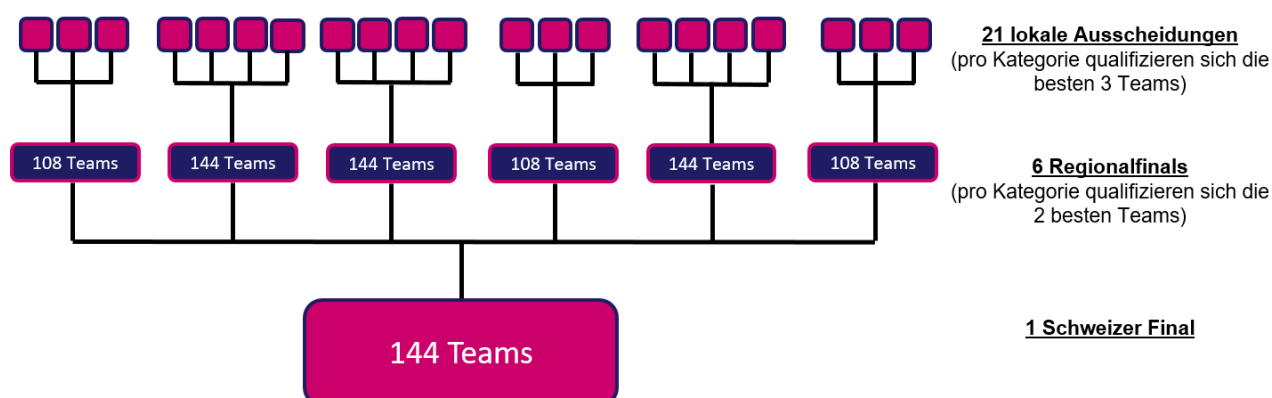 21 lokale Ausscheidungen
(pro Kategorie qualifizieren sich die
besten 3 Teams)
108 Teams
144 Teams
144 Teams
108 Teams
144 Teams
108 Teams
6 Regionalfinals
(pro Kategorie qualifizieren sich die
2 besten Teams)
144 Teams
1 Schweizer Final